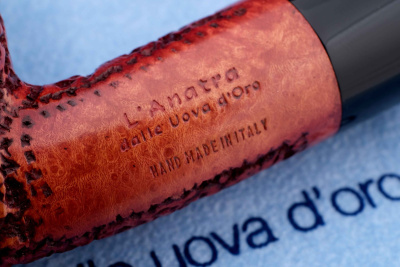 L'Anatra
dalle Uova d'Oro
HAND MADE IN ITALY
uova d'oro